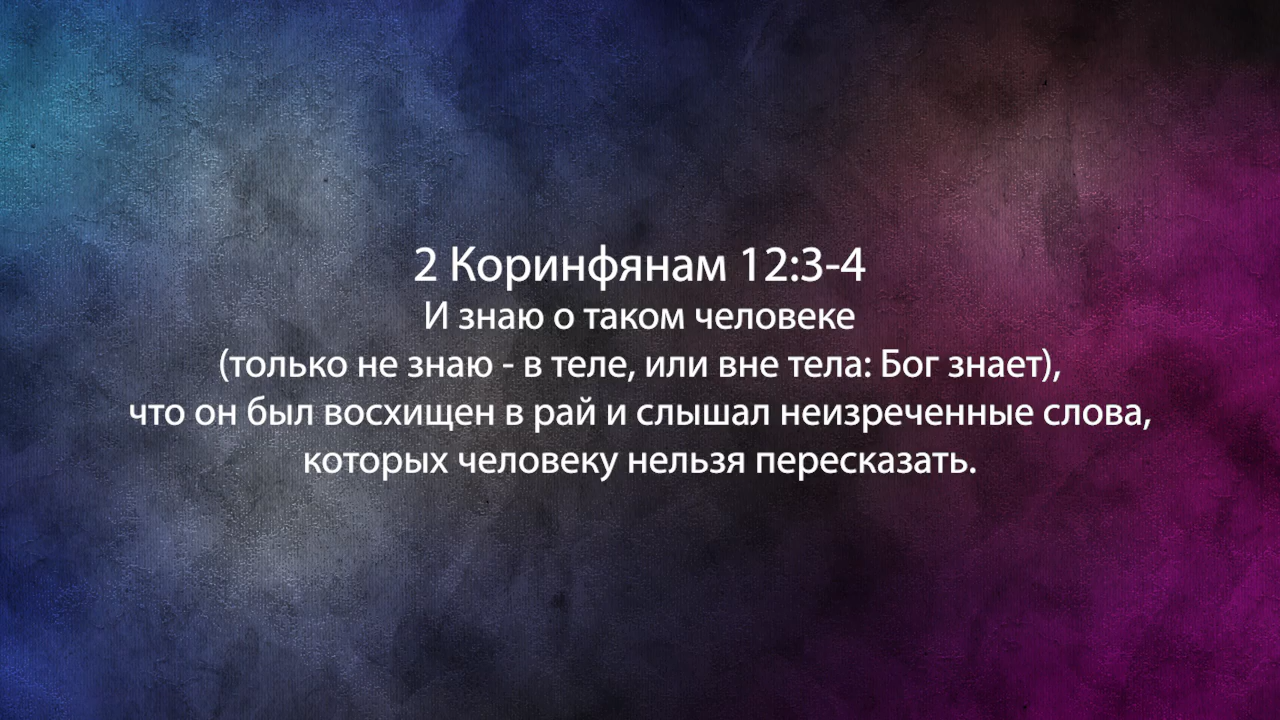 2 Коринфянам 12:3-4
И знаю о таком человеке
(только не знаю - в теле, или вне тела: Бог знает),
что он был восхищен в рай и слышал неизреченные слова,
которых человеку нельзя пересказать.